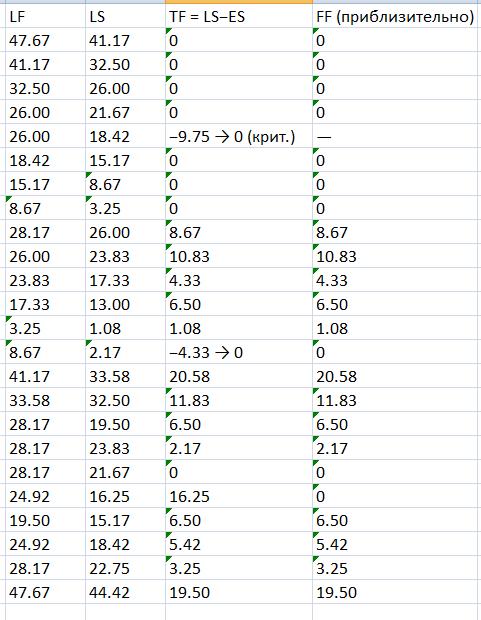 LF LS TF = LS−ES FF (приблизительно)
47.67 41.17 0 0
41.17 32.50 0 0
32.50 26.00 0 0
26.00 21.67 0 0
26.00 18.42 −9.75 → 0 (крит.) —
18.42 15.17 0 0
15.17 8.67 0 0
8.67 3.25 0 0
28.17 26.00 8.67 8.67
26.00 23.83 10.83 10.83
23.83 17.33 4.33 4.33
17.33 13.00 6.50 6.50
3.25 1.08 1.08 1.08
8.67 2.17 −4.33 → 0 0
41.17 33.58 20.58 20.58
33.58 32.50 11.83 11.83
28.17 19.50 6.50 6.50
28.17 23.83 2.17 2.17
28.17 21.67 0 0
24.92 16.25 16.25 0
19.50 15.17 6.50 6.50
24.92 18.42 5.42 5.42
28.17 22.75 3.25 3.25
47.67 44.42 19.50 19.50